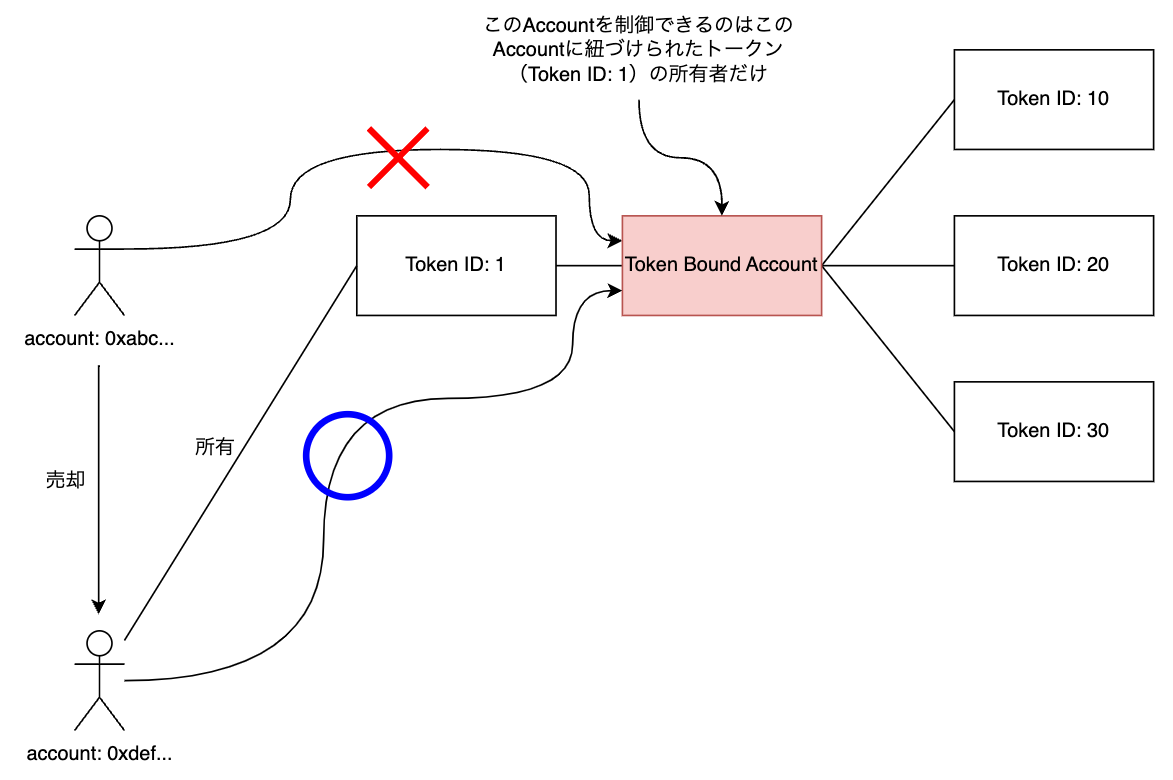 このAccountを制御できるのはこの
Accountに紐づけられたトークン
（Token ID: 1）の所有者だけ
Token ID: 10
Token ID: 1
Token Bound Account
Token ID: 20
account: 0xabc...
Token ID: 30
所有
売却
account: 0xdef...